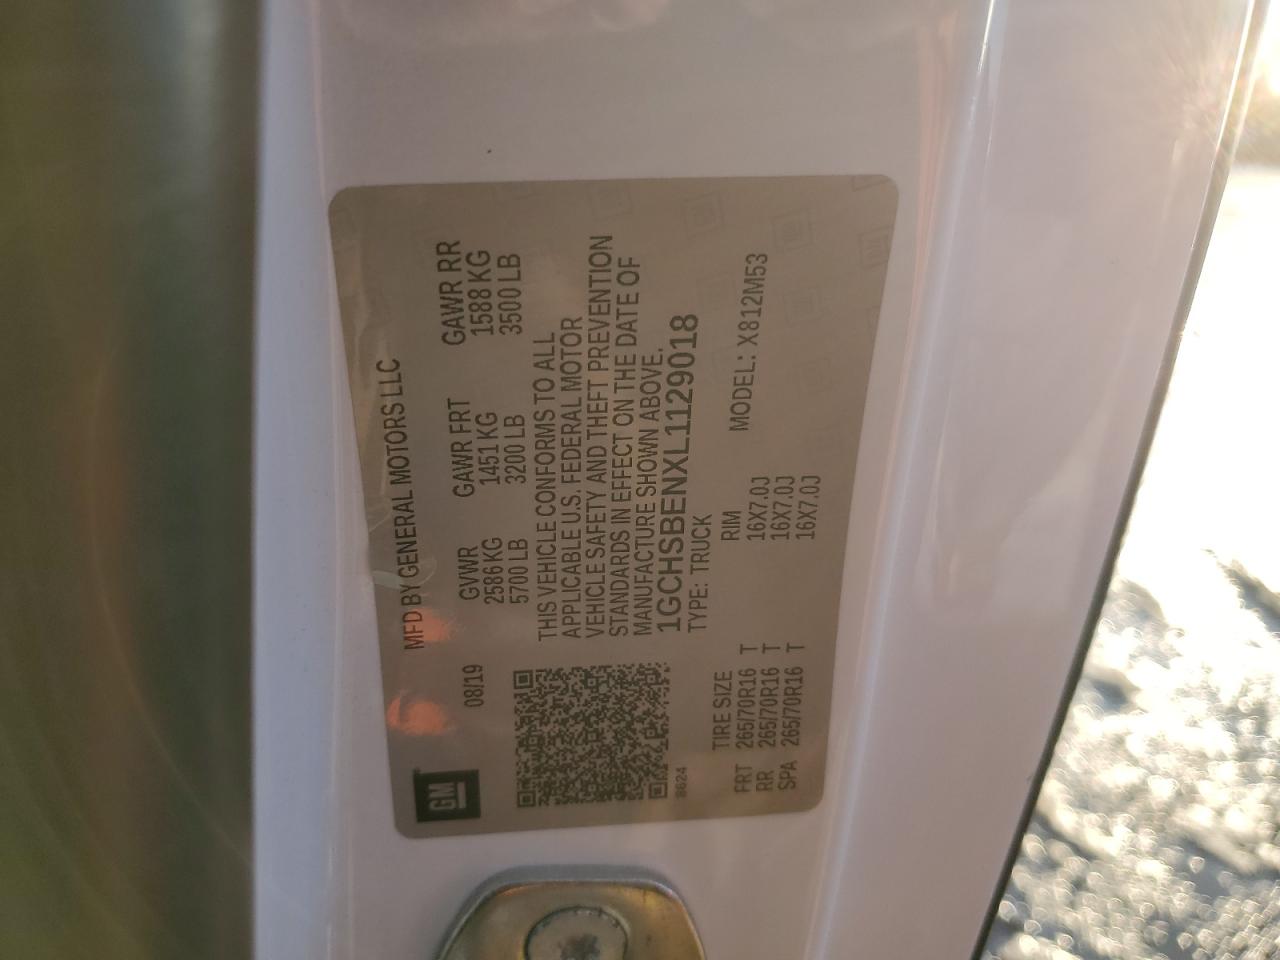 GM
MFD BY GENERAL MOTORS LLC
08/19
GVWR GAWR FRT GAWR RR
2586 KG 1451 KG 1588 KG
5700 LB 3200 LB 3500 LB
THIS VEHICLE CONFORMS TO ALL
APPLICABLE U.S. FEDERAL MOTOR
VEHICLE SAFETY AND THEFT PREVENTION
STANDARDS IN EFFECT ON THE DATE OF
MANUFACTURE SHOWN ABOVE.
1GCHSBENXL1129018
8624
TYPE: TRUCK
TIRE SIZE RIM MODEL: X812M53
FRT 265/70R16 T 16X7.0J
RR 265/70R16 T 16X7.0J
SPA 265/70R16 T 16X7.0J